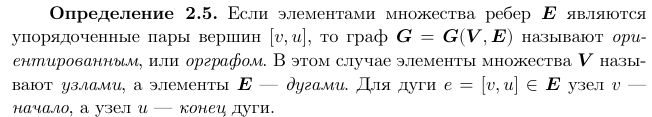 Определение 2.5. Если элементами множества ребер E являются
упорядоченные пары вершин [v, u], то граф G = G(V, E) называют ори-
ентированным, или орграфом. В этом случае элементы множества V назы-
вают узлами, а элементы E — дугами. Для дуги e = [v, u] ∈ E узел v —
начало, а узел u — конец дуги.